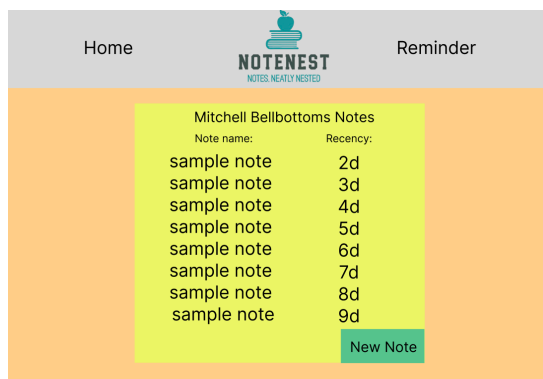 Home
NOTENEST
NOTES, NEATLY NESTED
Reminder
Mitchell Bellbottoms Notes
Note name: Recency:
sample note 2d
sample note 3d
sample note 4d
sample note 5d
sample note 6d
sample note 7d
sample note 8d
sample note 9d
New Note